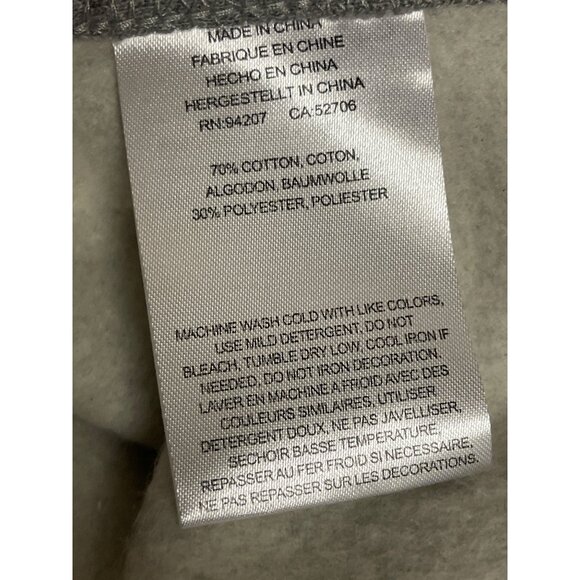 MADE IN CHINA
FABRIQUE EN CHINE
HECHO EN CHINA
HERGESTELLT IN CHINA
RN:94207 CA:52706
70% COTTON, COTON,
ALGODON, BAUMWOLLE
30% POLYESTER, POLIESTER
MACHINE WASH COLD WITH LIKE COLORS,
USE MILD DETERGENT, DO NOT
BLEACH, TUMBLE DRY LOW, COOL IRON IF
NEEDED, DO NOT IRON DECORATION.
LAVER EN MACHINE A FROID AVEC DES
COULEURS SIMILAIRES, UTILISER
DETERGENT DOUX, NE PAS JAVELLISER,
SECHOIR BASSE TEMPERATURE,
REPASSER AU FER FROID SI NECESSAIRE,
NE PAS REPASSER SUR LES DECORATIONS.